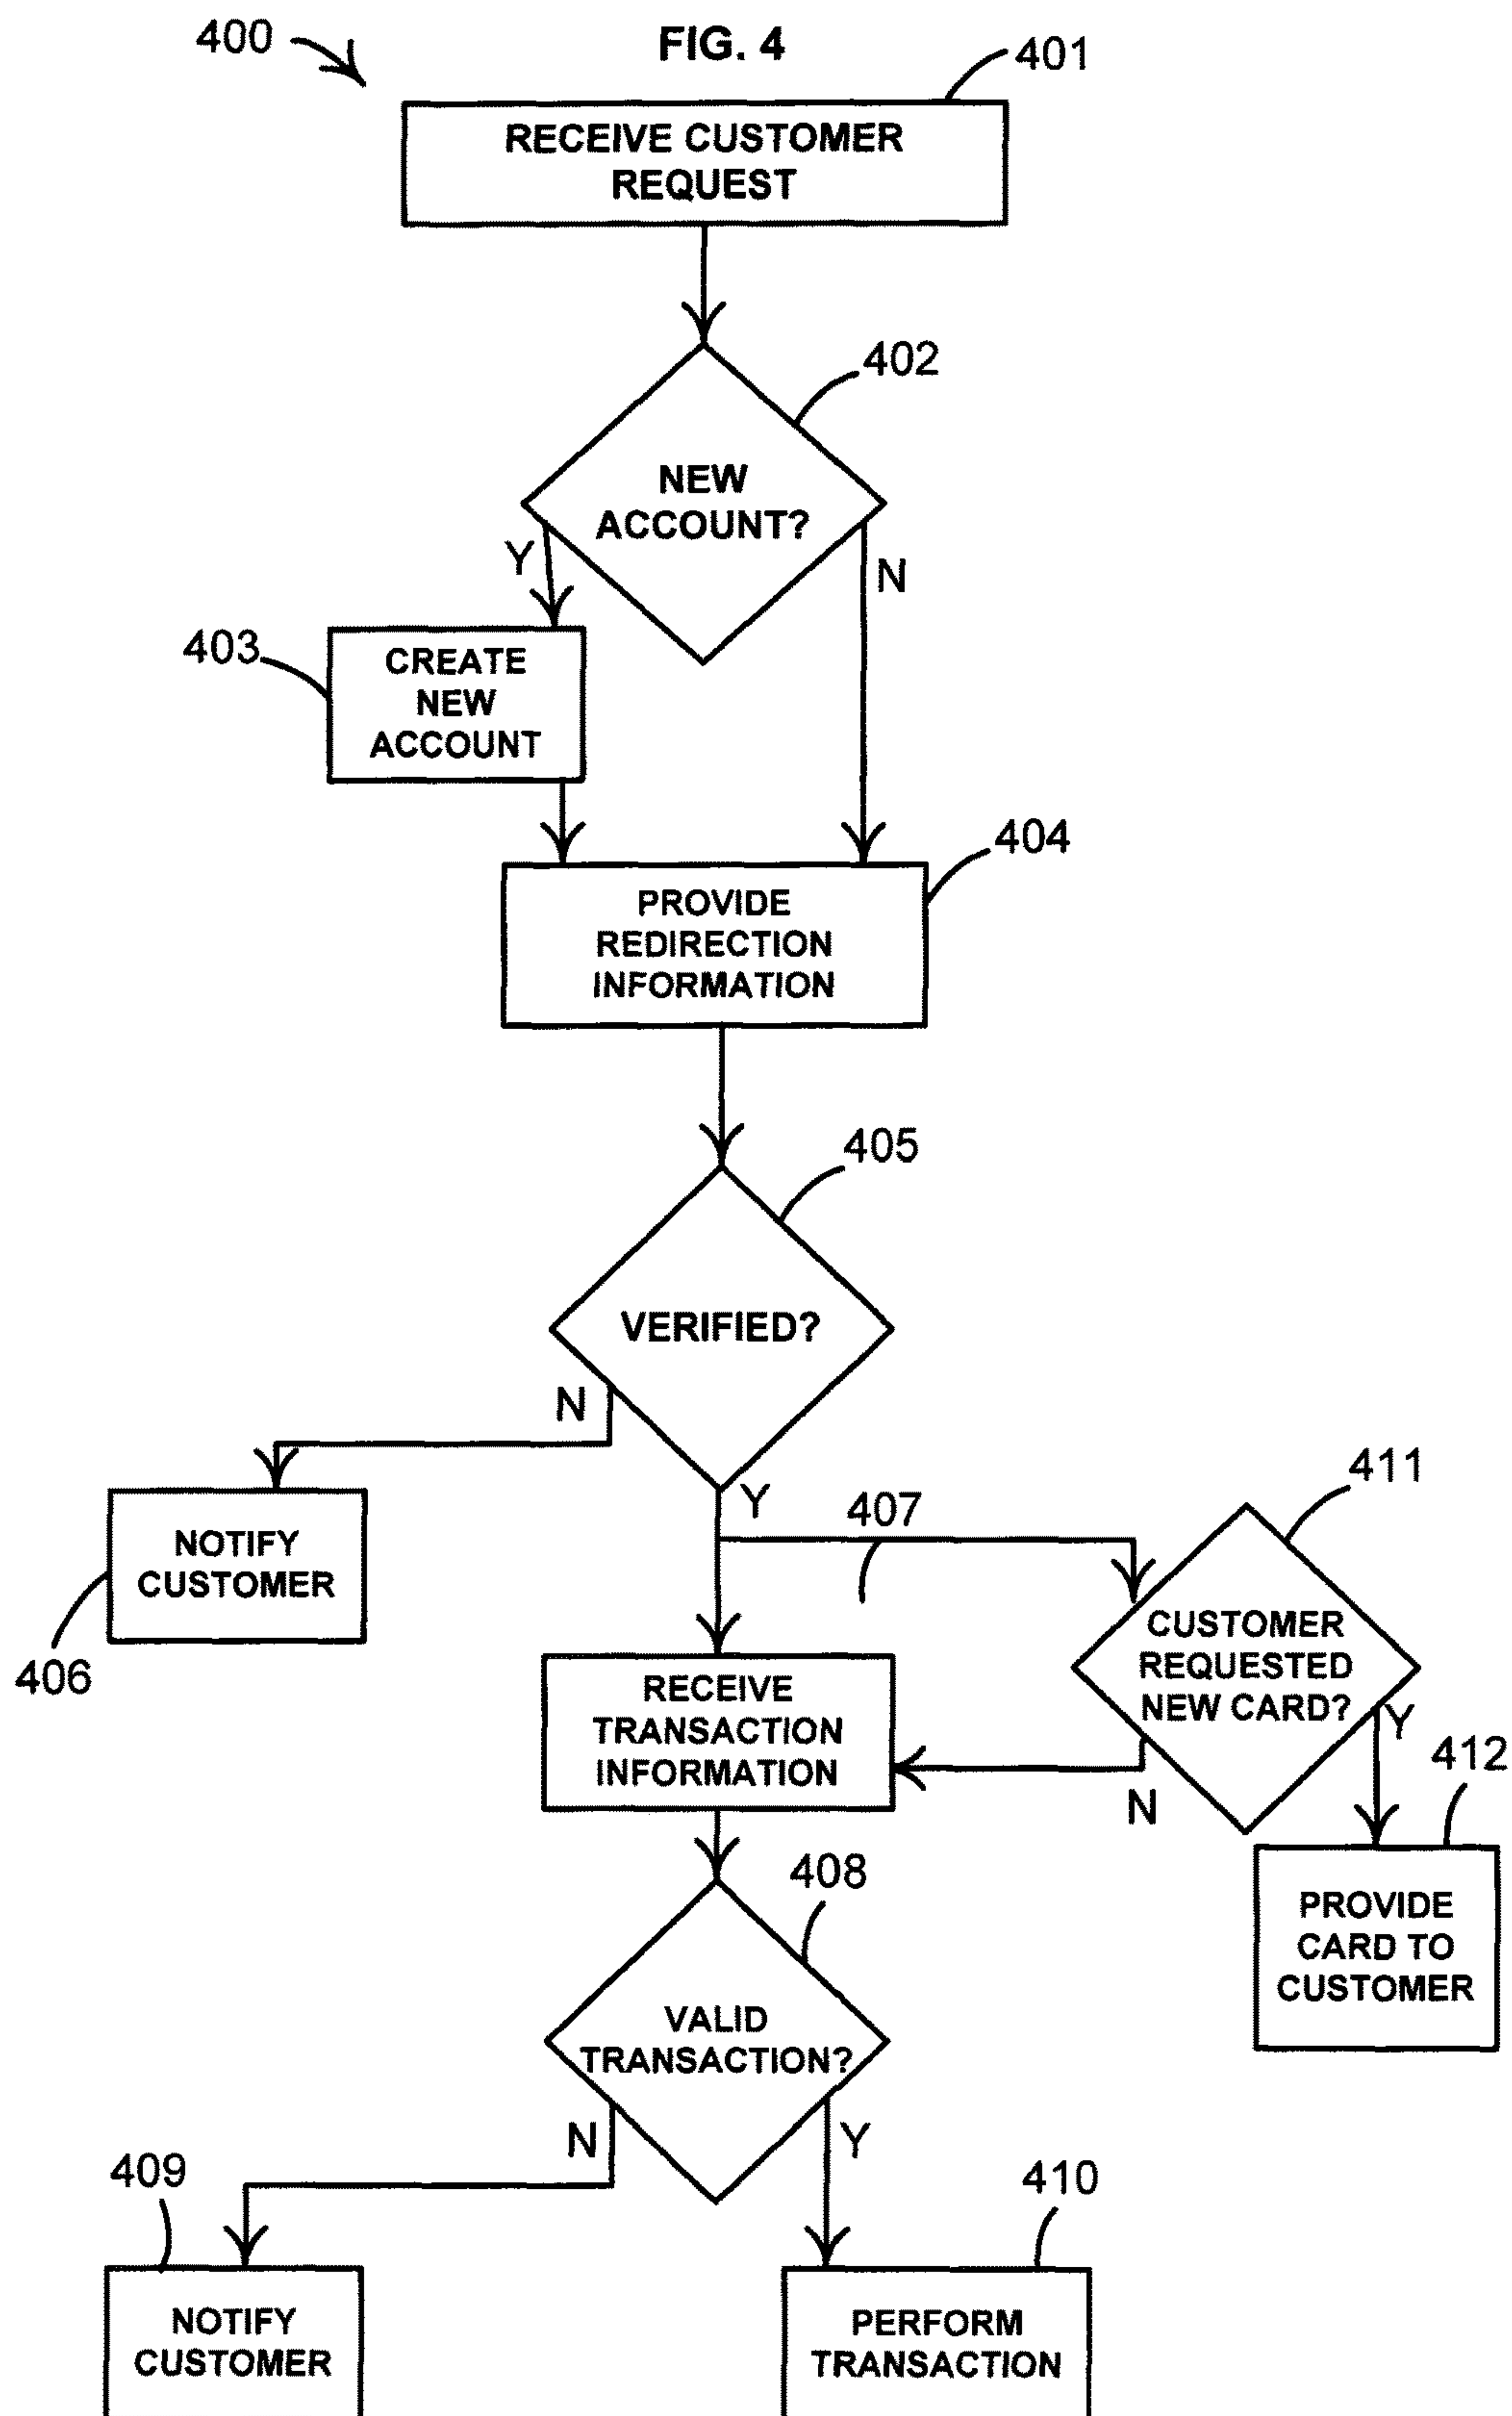 400
FIG. 4
401
RECEIVE CUSTOMER
REQUEST
402
NEW
ACCOUNT?
Y
N
403
CREATE
NEW
ACCOUNT
404
PROVIDE
REDIRECTION
INFORMATION
405
VERIFIED?
N
Y
407
411
NOTIFY
CUSTOMER
406
CUSTOMER
REQUESTED
NEW CARD?
RECEIVE
TRANSACTION
INFORMATION
Y
N
412
PROVIDE
CARD TO
CUSTOMER
408
VALID
TRANSACTION?
N
Y
409
410
NOTIFY
CUSTOMER
PERFORM
TRANSACTION